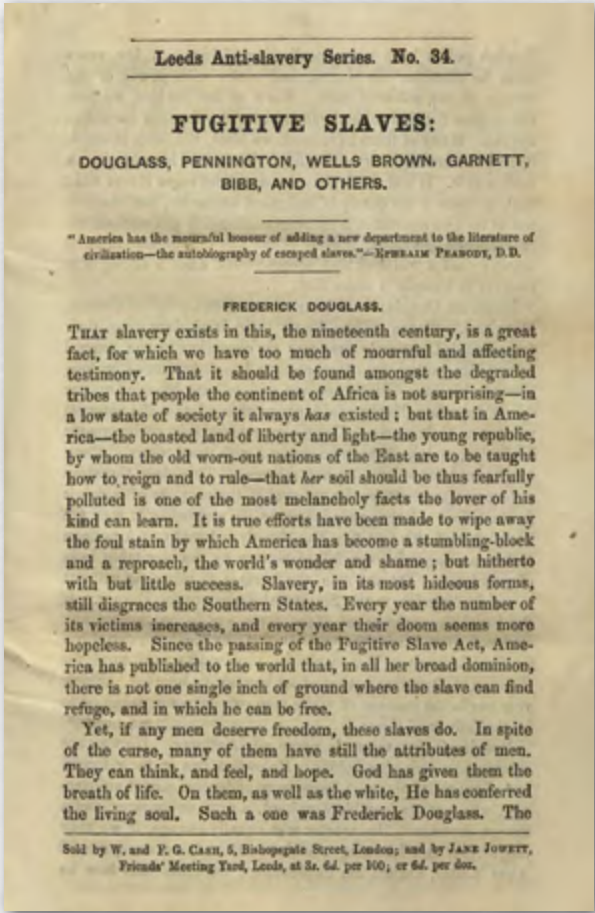 Leeds Anti-slavery Series. No. 34.
FUGITIVE SLAVES:
DOUGLASS, PENNINGTON, WELLS BROWN, GARNETT,
BIBB, AND OTHERS.
"America has the mournful honour of adding a new department to the literature of
civilization—the autobiography of escaped slaves."—EPHRAIM PEABODY, D.D.
FREDERICK DOUGLASS.
THAT slavery exists in this, the nineteenth century, is a great
fact, for which we have too much of mournful and affecting
testimony. That it should be found amongst the degraded
tribes that people the continent of Africa is not surprising—in
a low state of society it always has existed; but that in Ame-
rica—the boasted land of liberty and light—the young republic,
by whom the old worn-out nations of the East are to be taught
how to reign and to rule—that her soil should be thus fearfully
polluted is one of the most melancholy facts the lover of his
kind can learn. It is true efforts have been made to wipe away
the foul stain by which America has become a stumbling-block
and a reproach, the world's wonder and shame; but hitherto
with but little success. Slavery, in its most hideous forms,
still disgraces the Southern States. Every year the number of
its victims increases, and every year their doom seems more
hopeless. Since the passing of the Fugitive Slave Act, Ame-
rica has published to the world that, in all her broad dominion,
there is not one single inch of ground where the slave can find
refuge, and in which he can be free.
Yet, if any men deserve freedom, these slaves do. In spite
of the curse, many of them have still the attributes of men.
They can think, and feel, and hope. God has given them the
breath of life. On them, as well as the white, He has conferred
the living soul. Such a one was Frederick Douglass. The
Sold by W. and F. G. CASH, 5, Bishopsgate Street, London; and by JANE JOWETT,
Friends' Meeting Yard, Leeds, at 3s. 6d. per 100; or 6d. per doz.